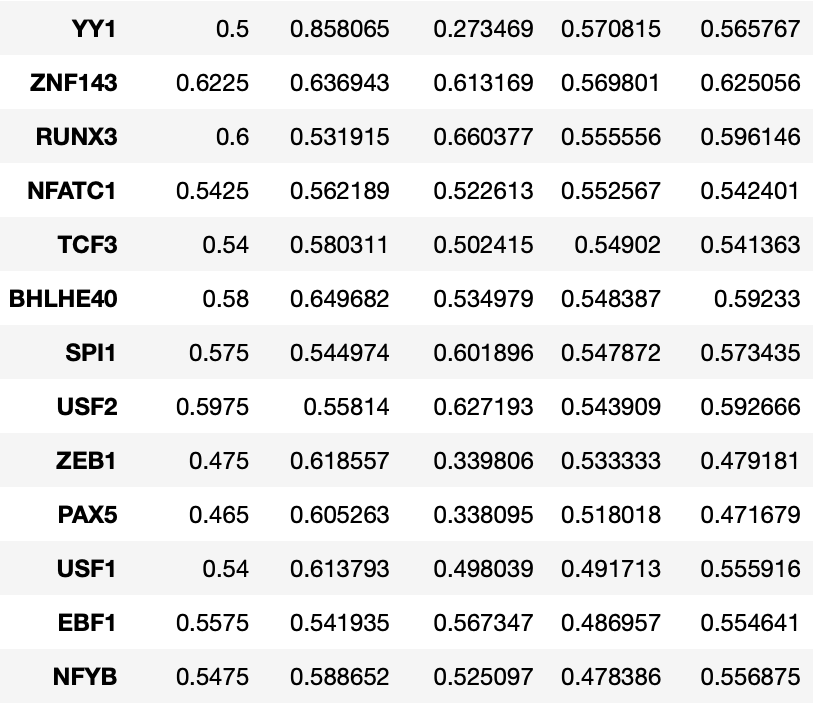 YY1 0.5 0.858065 0.273469 0.570815 0.565767
ZNF143 0.6225 0.636943 0.613169 0.569801 0.625056
RUNX3 0.6 0.531915 0.660377 0.555556 0.596146
NFATC1 0.5425 0.562189 0.522613 0.552567 0.542401
TCF3 0.54 0.580311 0.502415 0.54902 0.541363
BHLHE40 0.58 0.649682 0.534979 0.548387 0.59233
SPI1 0.575 0.544974 0.601896 0.547872 0.573435
USF2 0.5975 0.55814 0.627193 0.543909 0.592666
ZEB1 0.475 0.618557 0.339806 0.533333 0.479181
PAX5 0.465 0.605263 0.338095 0.518018 0.471679
USF1 0.54 0.613793 0.498039 0.491713 0.555916
EBF1 0.5575 0.541935 0.567347 0.486957 0.554641
NFYB 0.5475 0.588652 0.525097 0.478386 0.556875